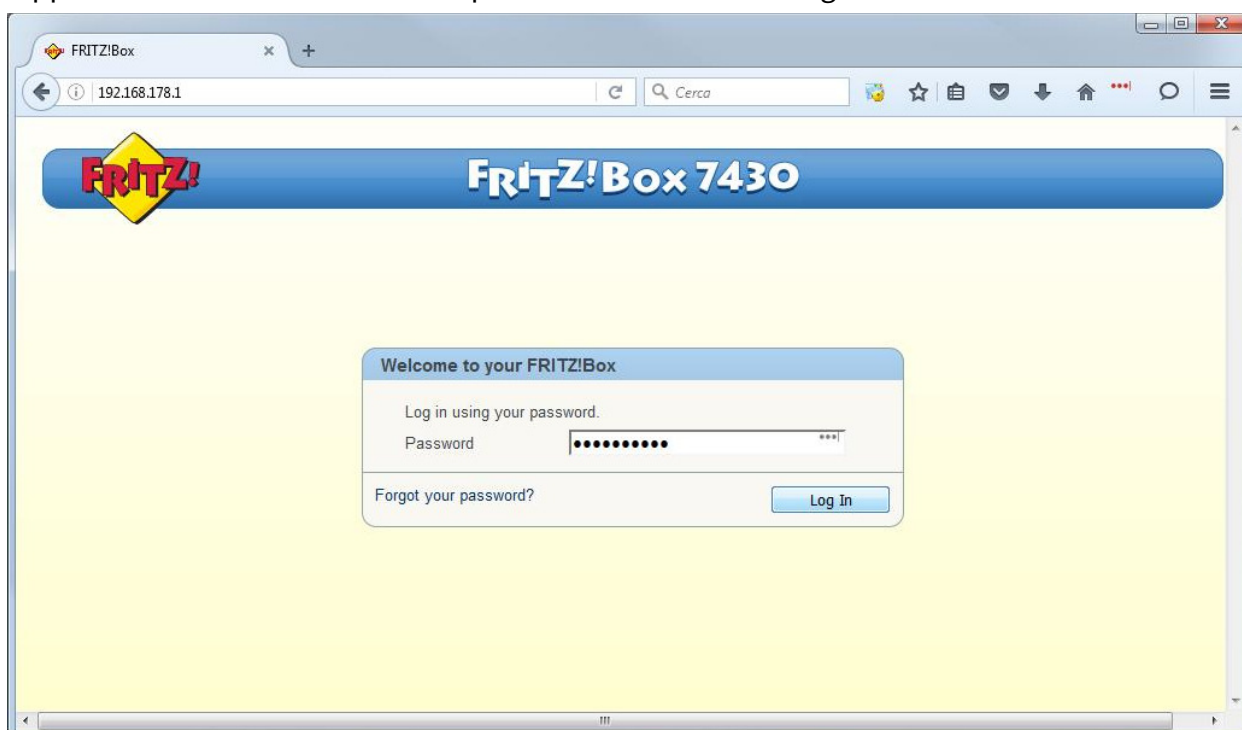 FRITZ!Box
192.168.178.1
Cerca
FRITZ!
FRITZ!Box 7430
Welcome to your FRITZ!Box
Log in using your password.
Password
Forgot your password?
Log In